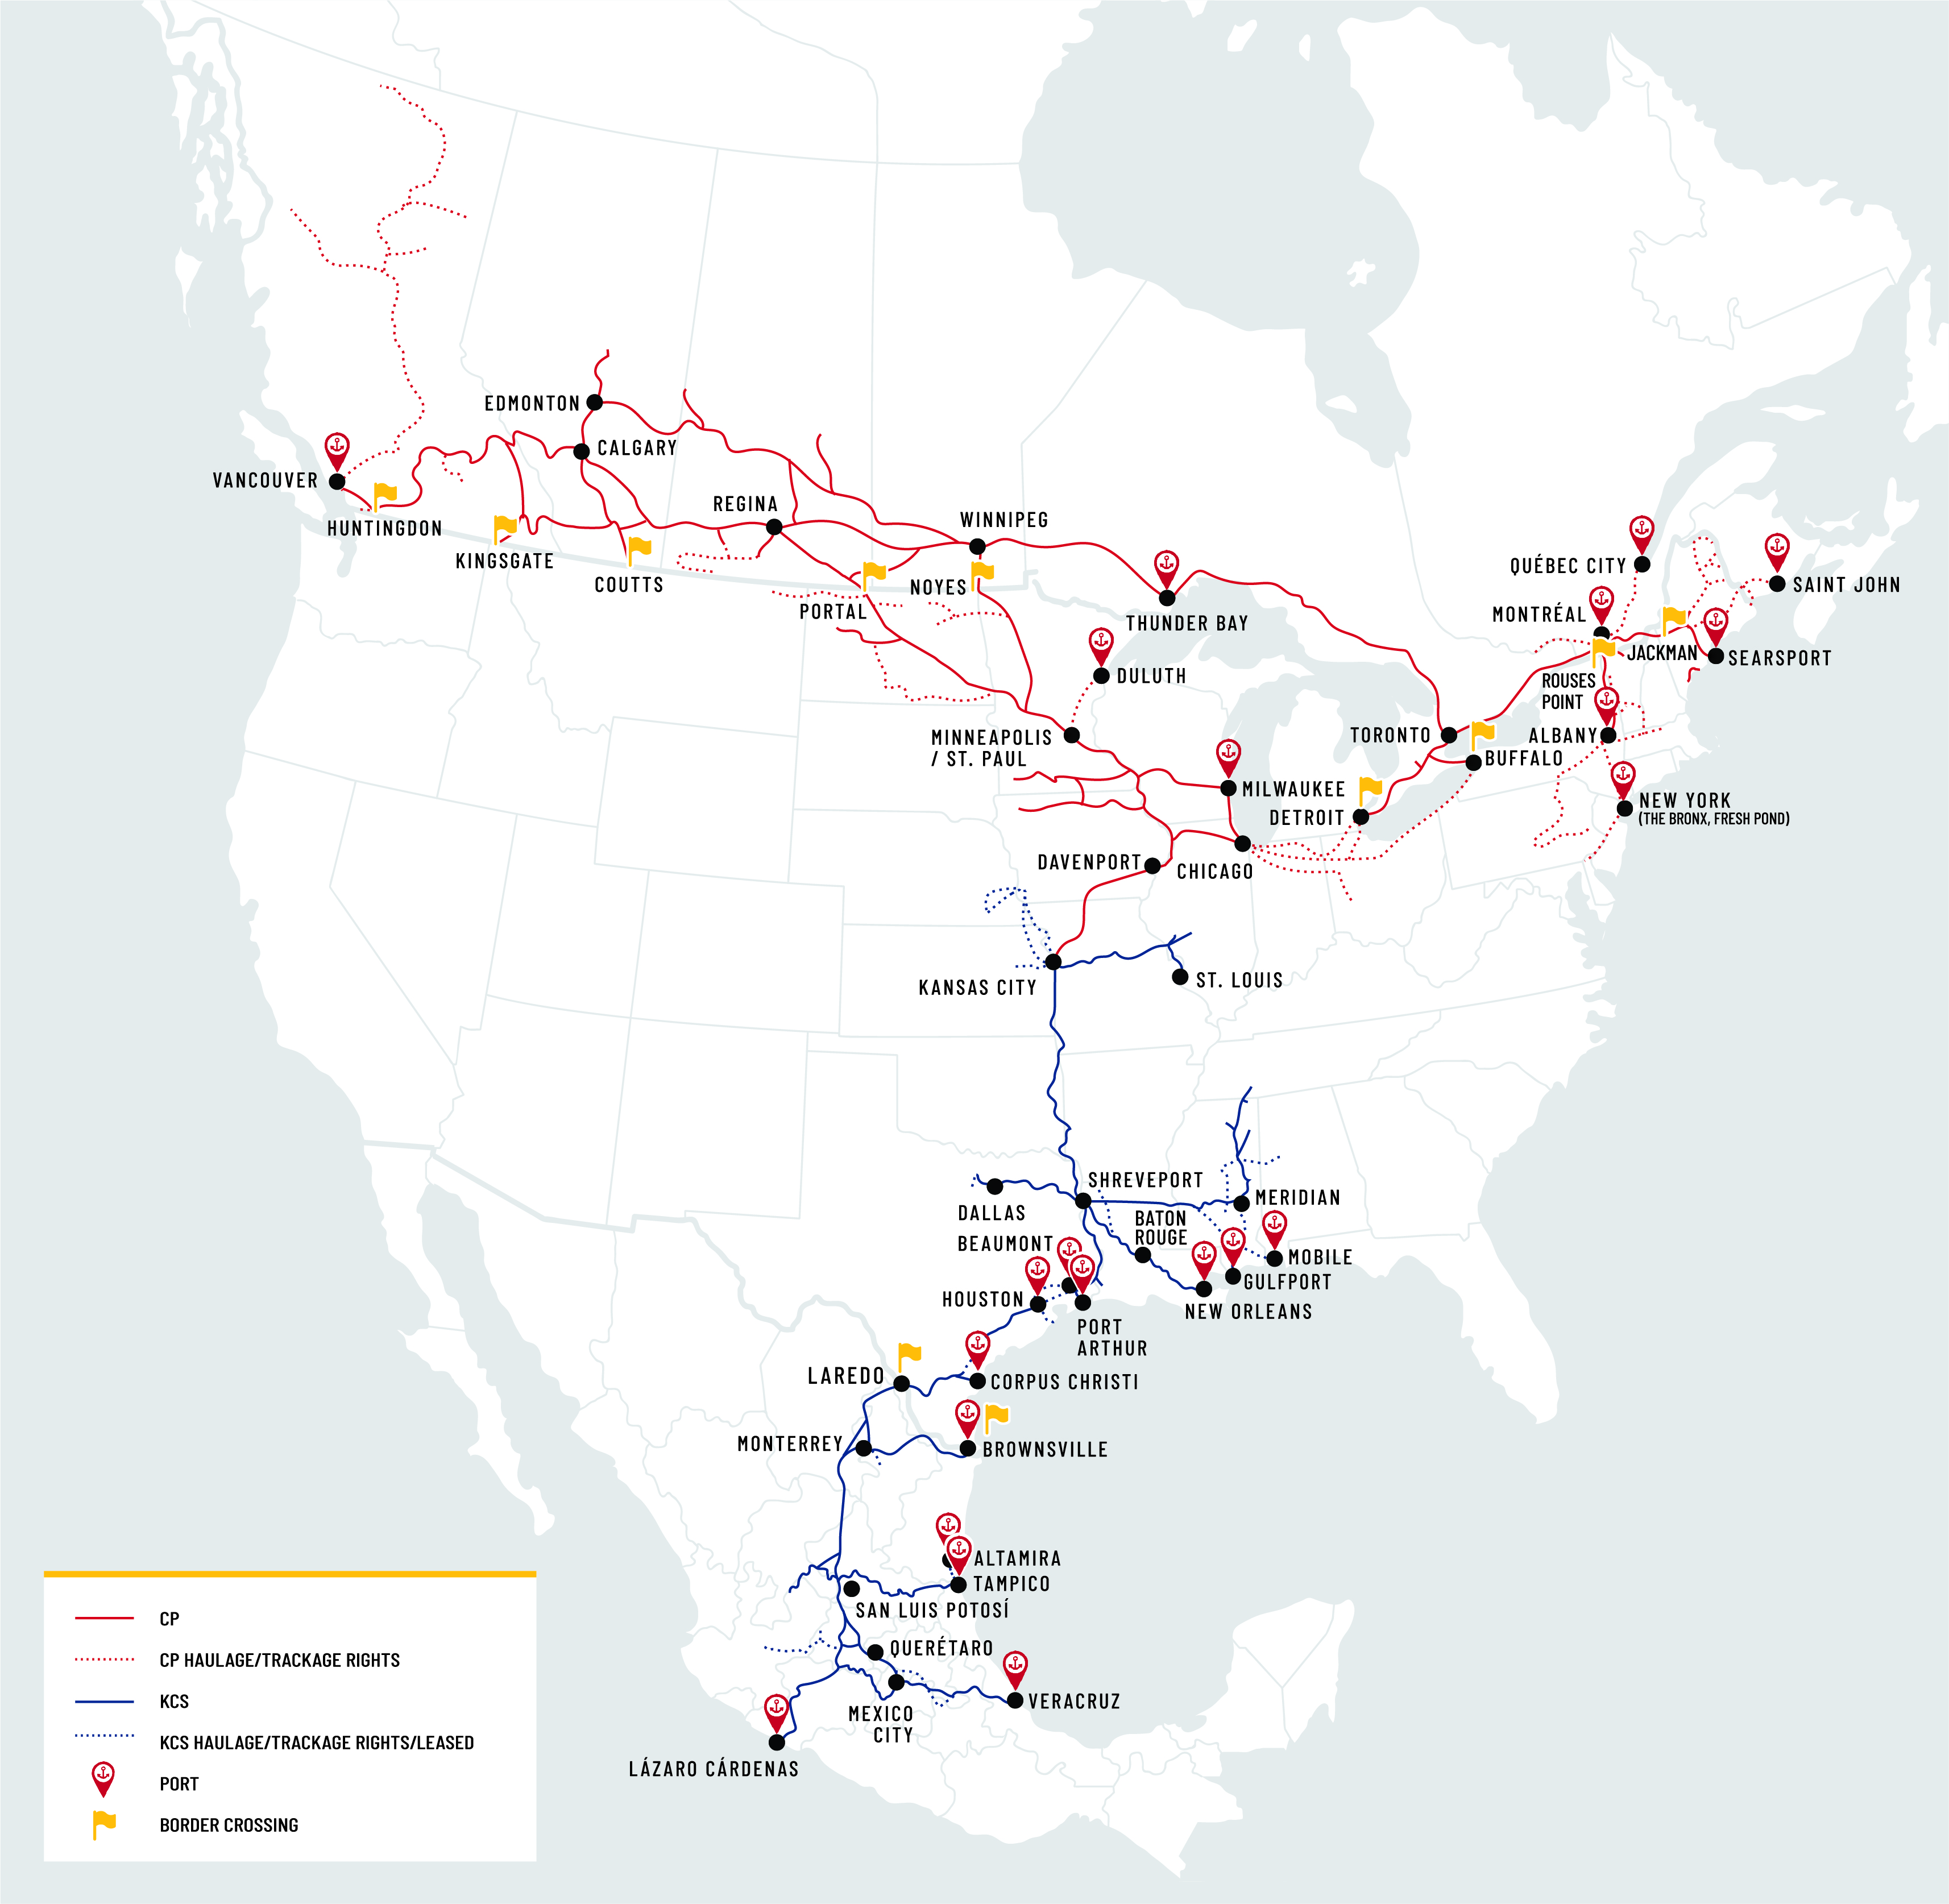 EDMONTON
CALGARY
VANCOUVER
REGINA
WINNIPEG
HUNTINGDON
KINGSGATE
COUTTS
PORTAL
NOYES
THUNDER BAY
DULUTH
QUÉBEC CITY
SAINT JOHN
MONTRÉAL
JACKMAN
SEARSPORT
ROUSES
POINT
MINNEAPOLIS
/ ST. PAUL
TORONTO
ALBANY
BUFFALO
MILWAUKEE
DETROIT
NEW YORK
(THE BRONX, FRESH POND)
DAVENPORT
CHICAGO
KANSAS CITY
ST. LOUIS
SHREVEPORT
MERIDIAN
DALLAS
BATON
ROUGE
BEAUMONT
MOBILE
GULFPORT
HOUSTON
NEW ORLEANS
PORT
ARTHUR
LAREDO
CORPUS CHRISTI
MONTERREY
BROWNSVILLE
ALTAMIRA
TAMPICO
SAN LUIS POTOSÍ
QUERÉTARO
VERACRUZ
MEXICO
CITY
LÁZARO CÁRDENAS
CP
CP HAULAGE/TRACKAGE RIGHTS
KCS
KCS HAULAGE/TRACKAGE RIGHTS/LEASED
PORT
BORDER CROSSING